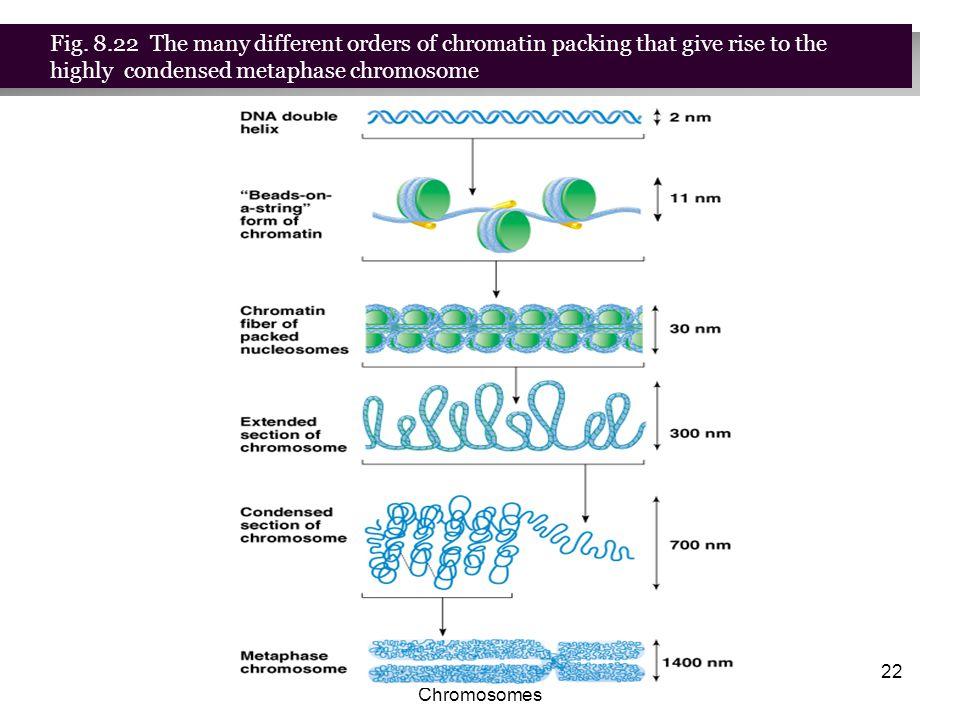 Fig. 8.22 The many different orders of chromatin packing that give rise to the
highly condensed metaphase chromosome
DNA double
helix
2 nm
“Beads-on-
a-string”
form of
chromatin
11 nm
Chromatin
fiber of
packed
nucleosomes
30 nm
Extended
section of
chromosome
300 nm
Condensed
section of
chromosome
700 nm
Metaphase
chromosome
1400 nm
22
Chromosomes